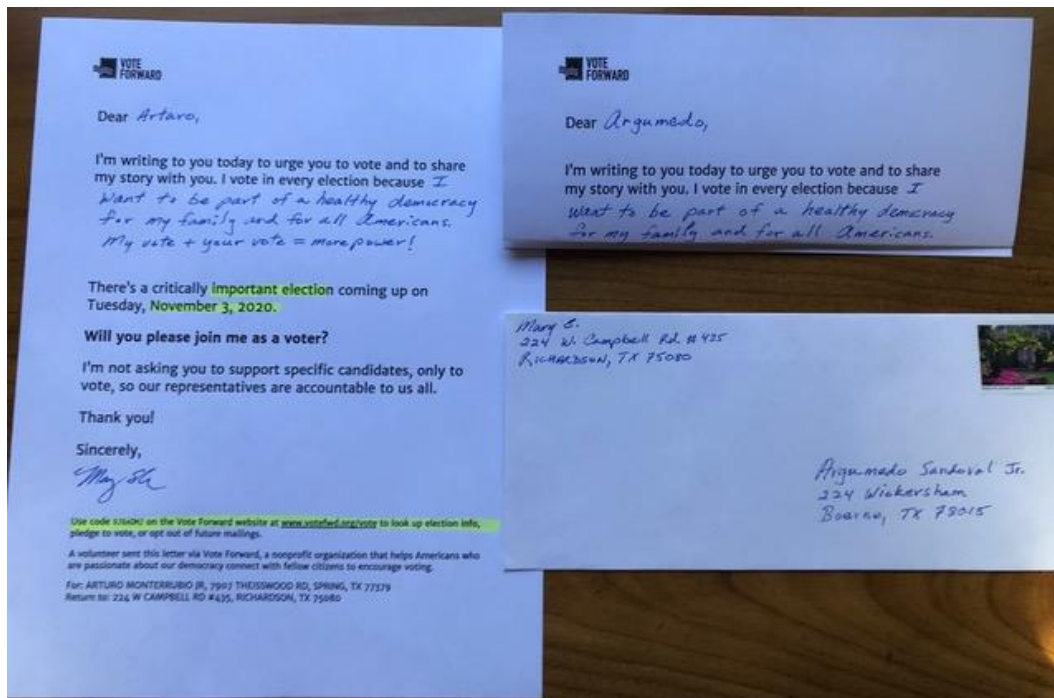 VOTE
FORWARD
Dear Artaro,
I'm writing to you today to urge you to vote and to share
my story with you. I vote in every election because I
Want to be part of a healthy democracy
for my family and for all Americans.
My vote + your vote = more power!
There's a critically important election coming up on
Tuesday, November 3, 2020.
Will you please join me as a voter?
I'm not asking you to support specific candidates, only to
vote, so our representatives are accountable to us all.
Thank you!
Sincerely,
Use code on the Vote Forward website at www.votefwd.org/vote to look up election info,
pledge to vote, or opt out of future mailings.
A volunteer sent this letter via Vote Forward, a nonprofit organization that helps Americans who
are passionate about our democracy connect with fellow citizens to encourage voting.
For: ARTURO MONTERRUBIO JR, 7907 THEISSWOOD RD, SPRING, TX 77379
Return to: 224 W CAMPBELL RD #435, RICHARDSON, TX 75080
VOTE
FORWARD
Dear Argumedo,
I'm writing to you today to urge you to vote and to share
my story with you. I vote in every election because I
Want to be part of a healthy democracy
for my family and for all Americans.
Mary E.
224 W. Campbell Rd. #435
RICHARDSON, TX 75080
Argumedo Sandoval Jr.
224 Wickersham
Boerne, TX 78015